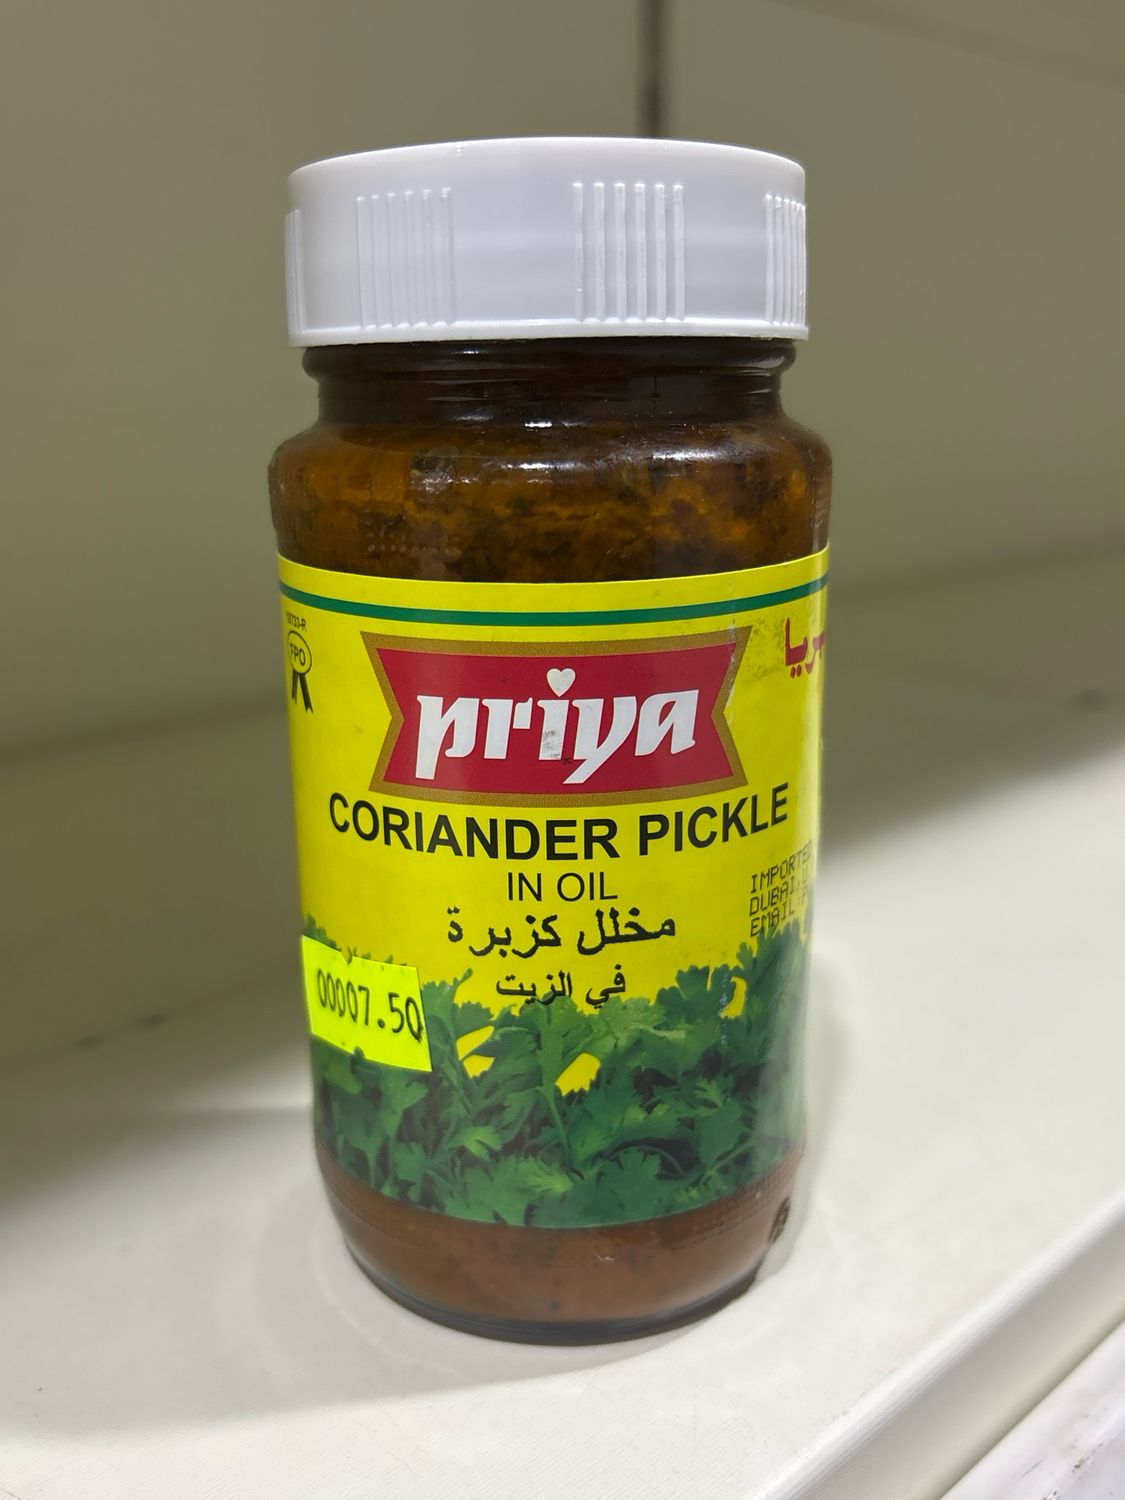 FPO
priya
CORIANDER PICKLE
IN OIL
مخلل كزبرة
في الزيت
00007.50
IMPORTED
DUBAI
EMAIL